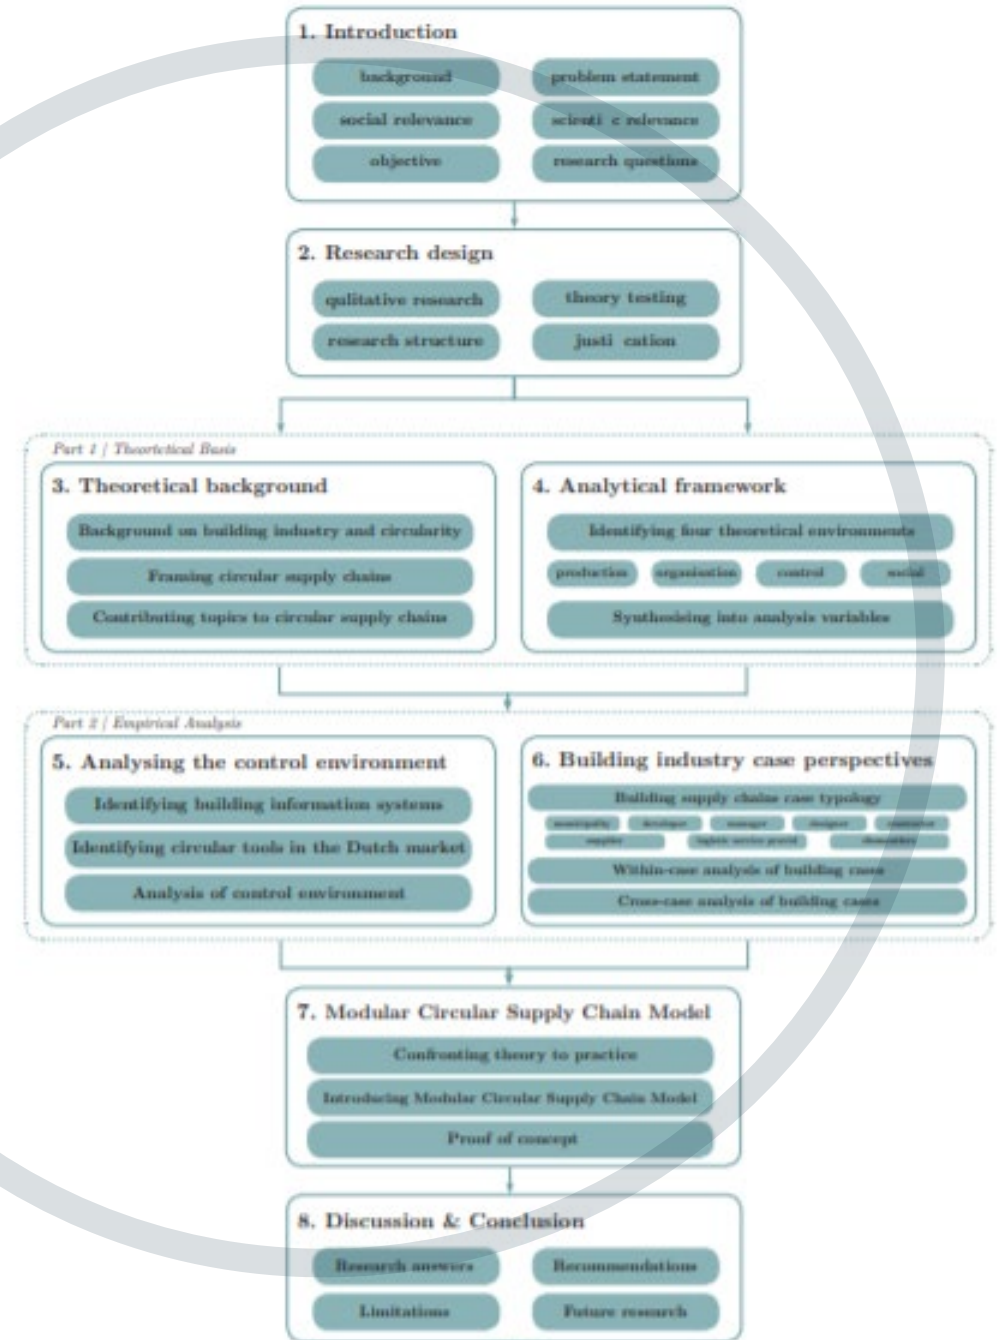 1. Introduction
background
problem statement
social relevance
scienti c relevance
objective
research questions
2. Research design
qulitative research
theory testing
research structure
justi cation
Part 1 | Theortetical Basis
3. Theoretical background
Background on building industry and circularity
Framing circular supply chains
Contributing topics to circular supply chains
4. Analytical framework
Identifying four theoretical environments
production organisation control social
Synthesising into analysis variables
Part 2 | Empirical Analysis
5. Analysing the control environment
Identifying building information systems
Identifying circular tools in the Dutch market
Analysis of control environment
6. Building industry case perspectives
Building supply chains case typology
municipality developer manager designer contractor
supplier logistic service provid
Within-case analysis of building cases
Cross-case analysis of building cases
7. Modular Circular Supply Chain Model
Confronting theory to practice
Introducing Modular Circular Supply Chain Model
Proof of concept
8. Discussion & Conclusion
Research answers
Recommendations
Limitations
Future research